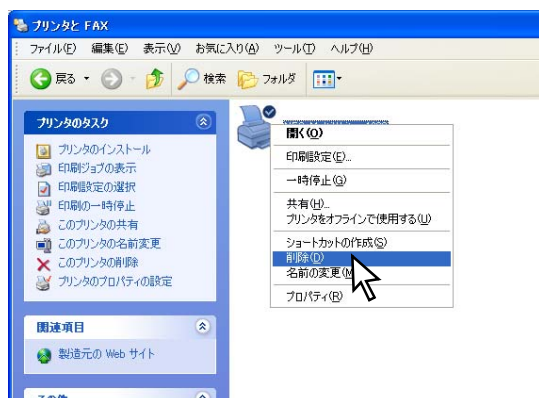 プリンタと FAX
ファイル(F) 編集(E) 表示(V) お気に入り(A) ツール(T) ヘルプ(H)
戻る 検索 フォルダ
プリンタのタスク
プリンタのインストール
印刷ジョブの表示
印刷設定の選択
印刷の一時停止
このプリンタの共有
このプリンタの名前変更
このプリンタの削除
プリンタのプロパティの設定
関連項目
製造元の Web サイト
その他
開く(O)
印刷設定(E)...
一時停止(G)
共有(H)...
プリンタをオフラインで使用する(U)
ショートカットの作成(S)
削除(D)
名前の変更(M
プロパティ(R)